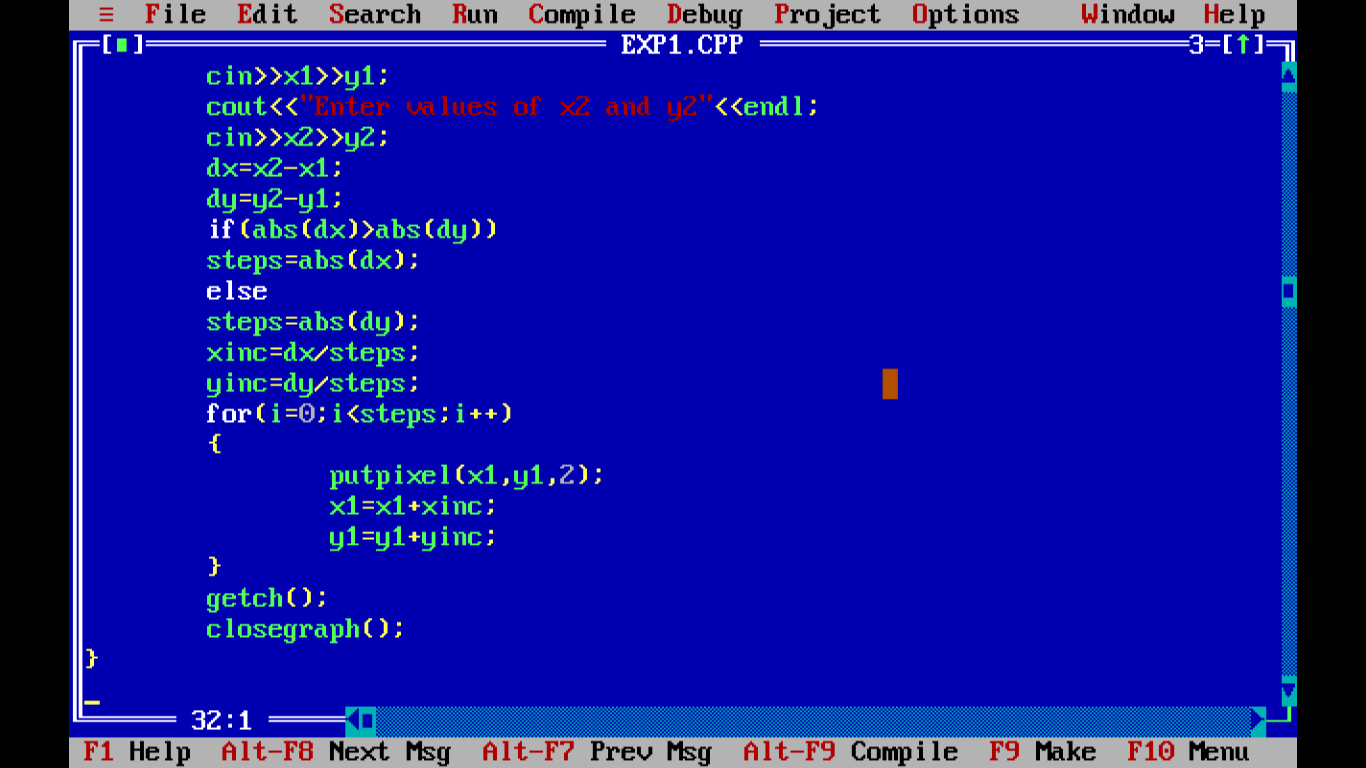 ≡ File Edit Search Run Compile Debug Project Options Window Help
[■] EXP1.CPP 3=[↑]
cin>>x1>>y1;
cout<<"Enter values of x2 and y2"<<endl;
cin>>x2>>y2;
dx=x2-x1;
dy=y2-y1;
if(abs(dx)>abs(dy))
steps=abs(dx);
else
steps=abs(dy);
xinc=dx/steps;
yinc=dy/steps;
for(i=0;i<steps;i++)
{
putpixel(x1,y1,2);
x1=x1+xinc;
y1=y1+yinc;
}
getch();
closegraph();
}
32:1
F1 Help Alt-F8 Next Msg Alt-F7 Prev Msg Alt-F9 Compile F9 Make F10 Menu